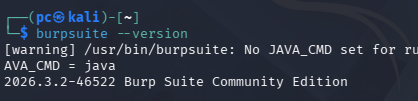 ┌──(pc㉿kali)-[~]
└─$ burpsuite --version
[warning] /usr/bin/burpsuite: No JAVA_CMD set for ru
AVA_CMD = java
2026.3.2-46522 Burp Suite Community Edition